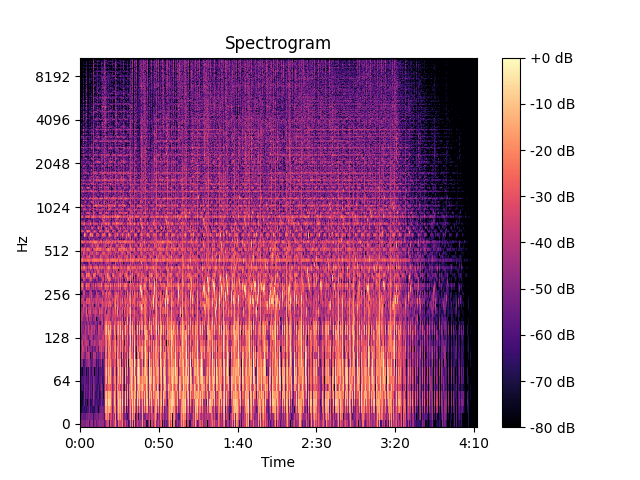 Spectrogram
Hz
8192
4096
2048
1024
512
256
128
64
0
0:00 0:50 1:40 2:30 3:20 4:10
Time
+0 dB
-10 dB
-20 dB
-30 dB
-40 dB
-50 dB
-60 dB
-70 dB
-80 dB